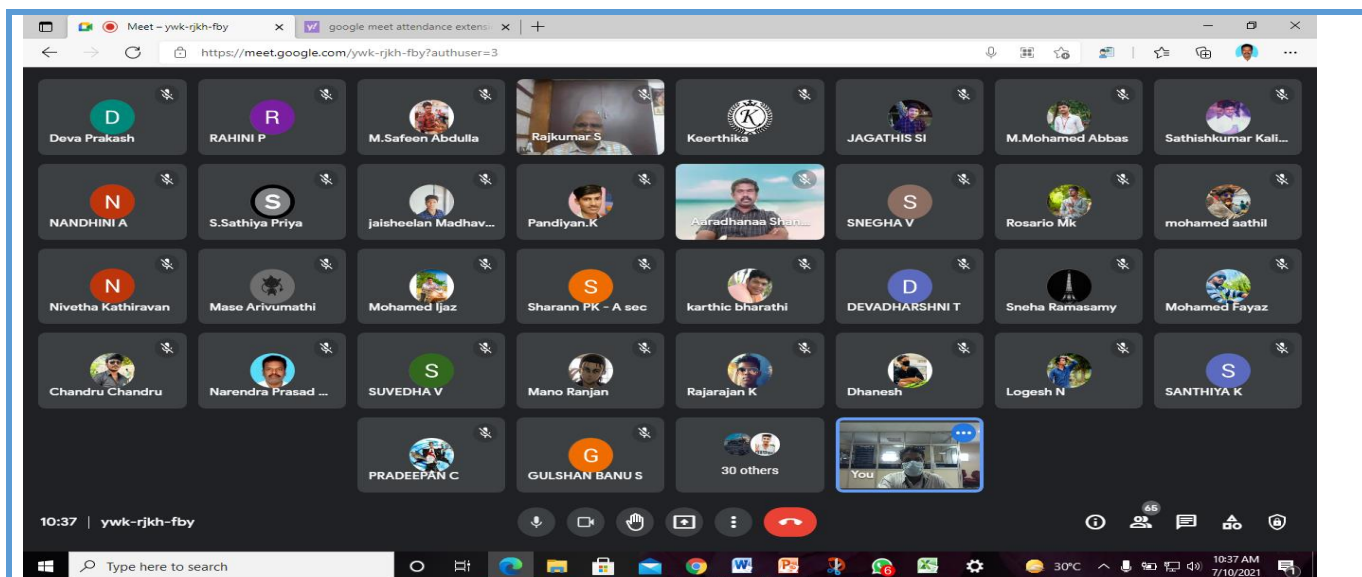 Meet – ywk-rjkh-fby
google meet attendance extens
https://meet.google.com/ywk-rjkh-fby?authuser=3
D R K
Deva Prakash RAHINI P M.Safeen Abdulla Rajkumar S Keerthika JAGATHIS SI M.Mohamed Abbas Sathishkumar Kali...
N S S
NANDHINI A S.Sathiya Priya jaisheelan Madhav... Pandiyan.K Aaradhanaa Shan... SNEGHA V Rosario Mk mohamed aathil
N S D
Nivetha Kathiravan Mase Arivumathi Mohamed Ijaz Sharann PK - A sec karthic bharathi DEVADHARSHNI T Sneha Ramasamy Mohamed Fayaz
S S
Chandru Chandru Narendra Prasad ... SUVEDHA V Mano Ranjan Rajarajan K Dhanesh Logesh N SANTHIYA K
G
PRADEEPAN C GULSHAN BANU S 30 others You
10:37 | ywk-rjkh-fby 65
Type here to search 6 30°C 10:37 AM
7/10/2021 1